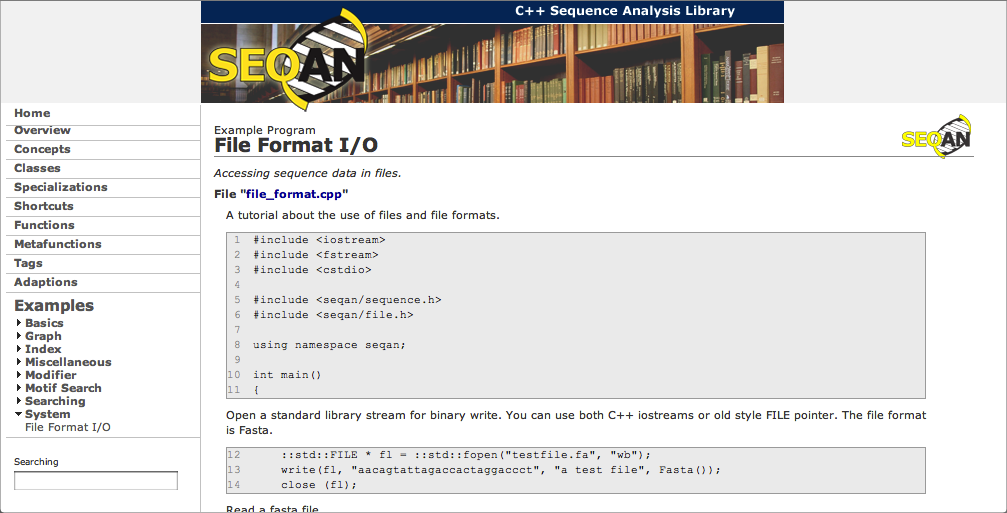 C++ Sequence Analysis Library
SEQAN
Home
Overview
Concepts
Classes
Specializations
Shortcuts
Functions
Metafunctions
Tags
Adaptions
Examples
Basics
Graph
Index
Miscellaneous
Modifier
Motif Search
Searching
System
File Format I/O
Searching
Example Program
File Format I/O
SEQAN
Accessing sequence data in files.
File "file_format.cpp"
A tutorial about the use of files and file formats.
1 #include <iostream>
2 #include <fstream>
3 #include <cstdio>
4
5 #include <seqan/sequence.h>
6 #include <seqan/file.h>
7
8 using namespace seqan;
9
10 int main()
11 {
Open a standard library stream for binary write. You can use both C++ iostreams or old style FILE pointer. The file format
is Fasta.
12 ::std::FILE * fl = ::std::fopen("testfile.fa", "wb");
13 write(fl, "aacagtattagaccactaggaccct", "a test file", Fasta());
14 close (fl);
Read a fasta file.